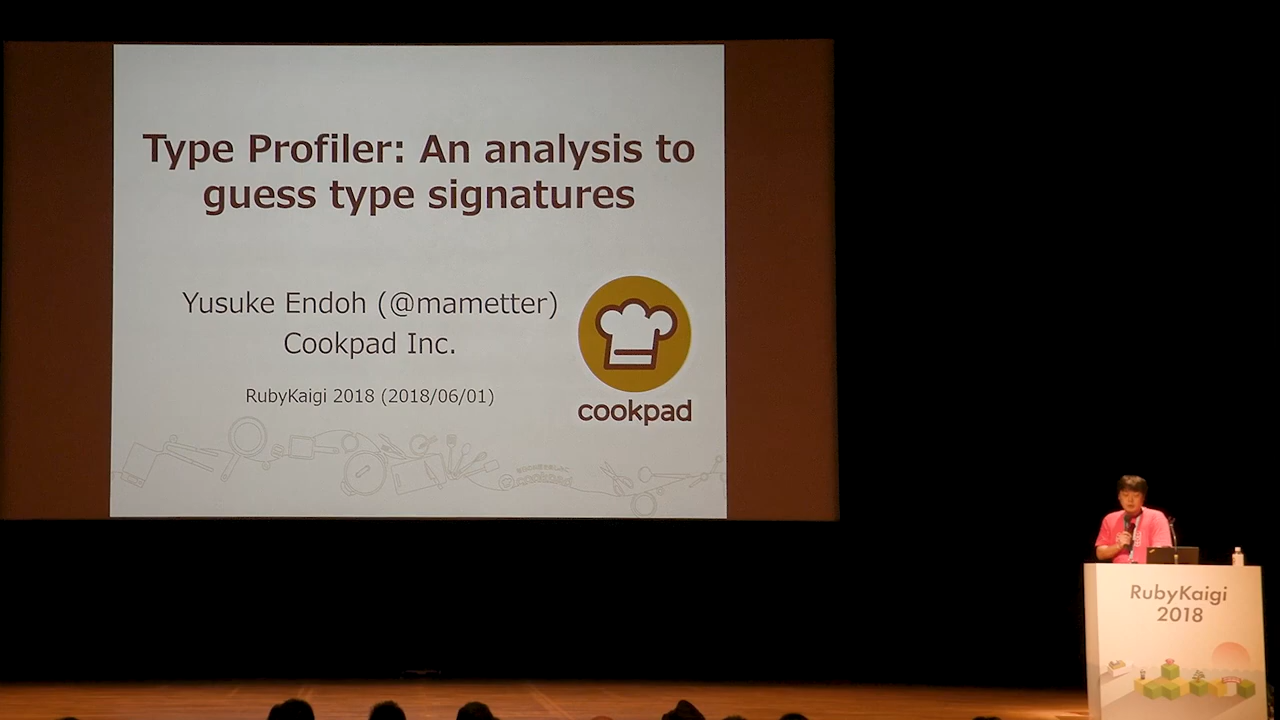 Type Profiler: An analysis to
guess type signatures
Yusuke Endoh (@mametter)
Cookpad Inc.
RubyKaigi 2018 (2018/06/01)
cookpad
cookpad
RubyKaigi
2018